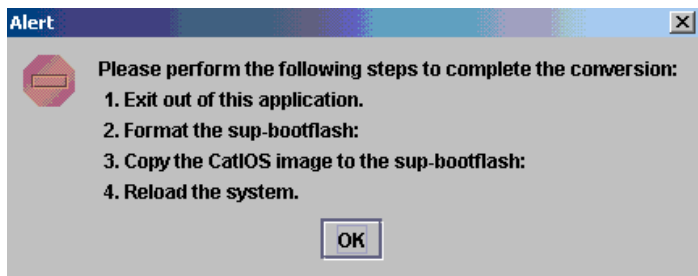 Alert
Please perform the following steps to complete the conversion:
1. Exit out of this application.
2. Format the sup-bootflash:
3. Copy the CatIOS image to the sup-bootflash:
4. Reload the system.
OK